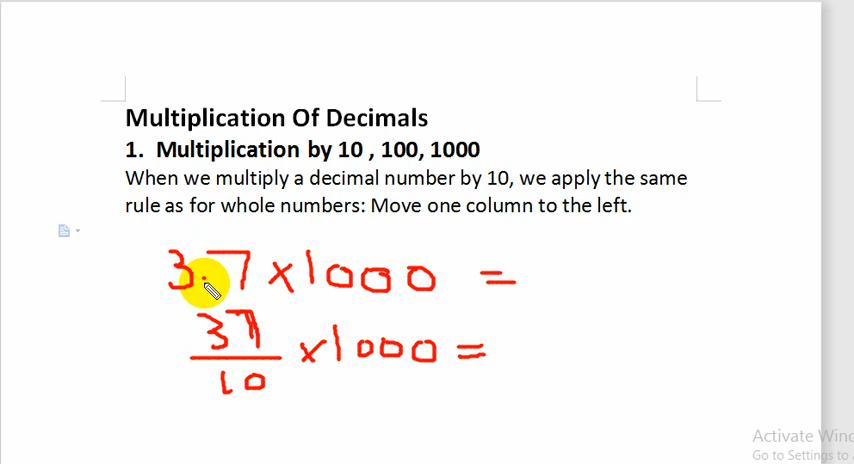 Multiplication Of Decimals
1. Multiplication by 10 , 100, 1000
When we multiply a decimal number by 10, we apply the same
rule as for whole numbers: Move one column to the left.
3.7 × 1000 =
37/10 × 1000 =
Activate Wind
Go to Settings to a